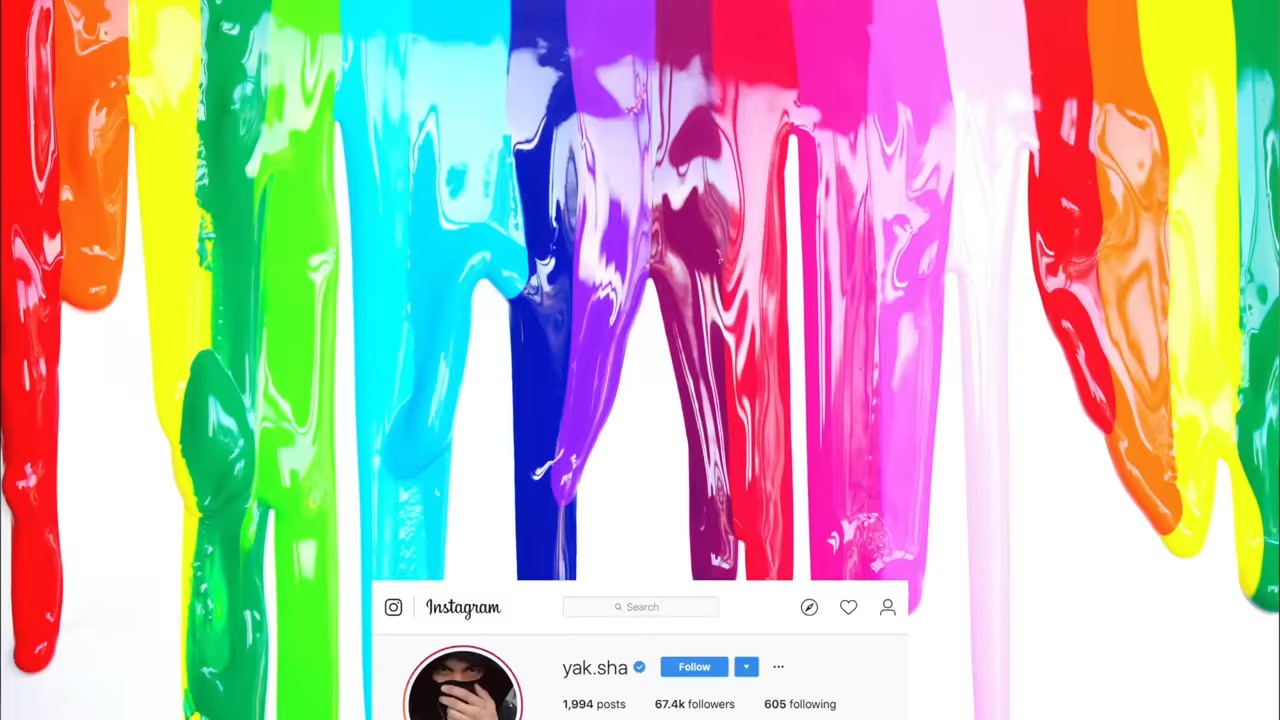 Instagram
Search
yak.sha
Follow
1,994 posts 67.4k followers 605 following